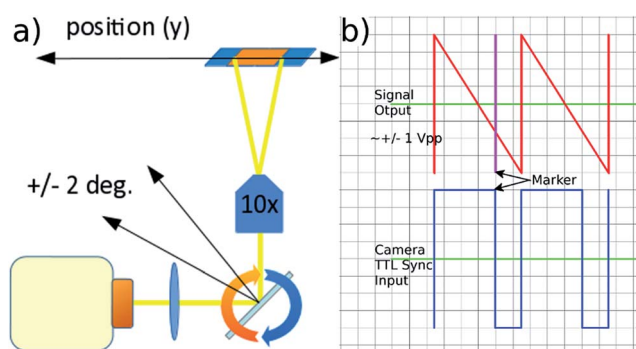 a)
position (y)
+/- 2 deg.
10x
b)
Signal
Otput
~+/- 1 Vpp
Marker
Camera
TTL Sync
Input